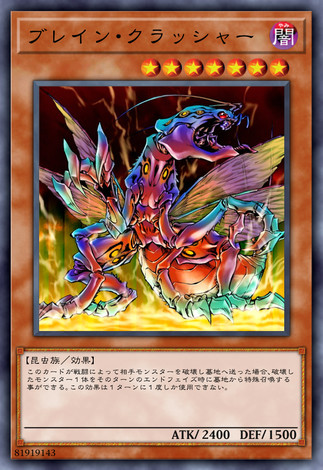 ブレイン・クラッシャー
やみ
闇
【昆虫族／効果】
このカードが戦闘によって相手モンスターを破壊し墓地へ送った場合、破壊
したモンスター１体をそのターンのエンドフェイズ時に墓地から特殊召喚する
事ができる。この効果は１ターンに１度しか使用できない。
ATK/ 2400 DEF/1500
81919143